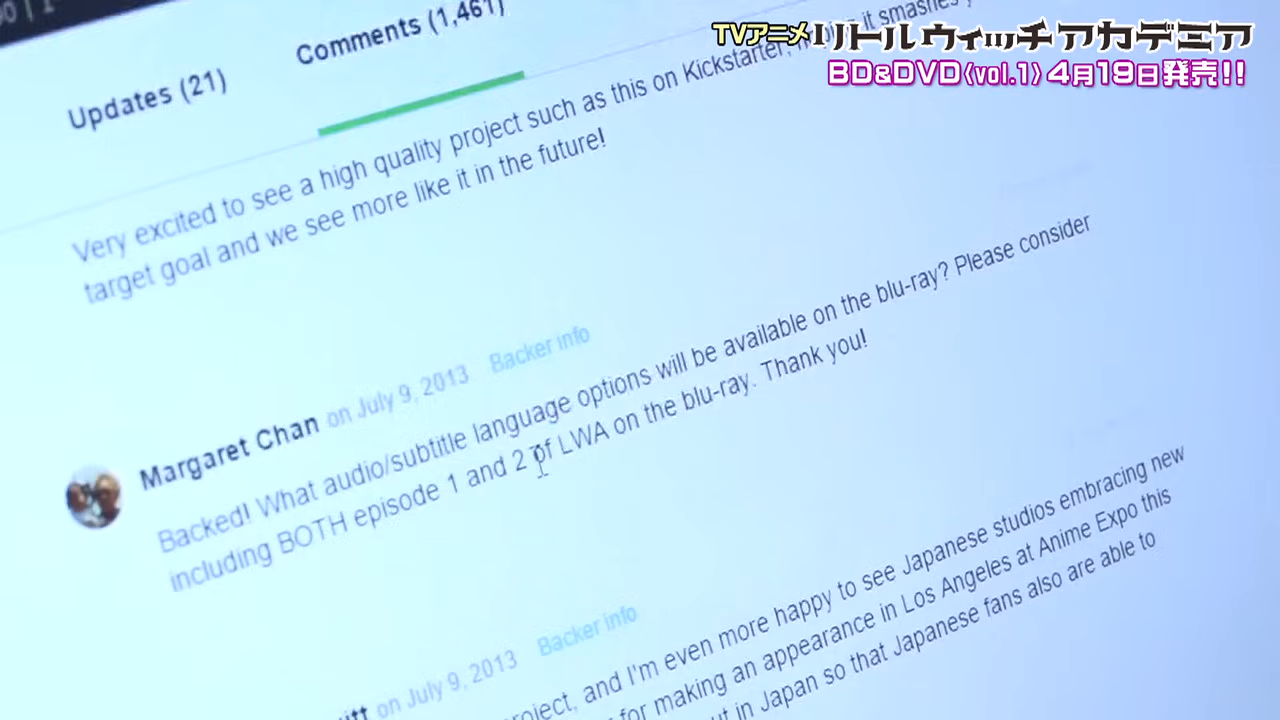 TVアニメ リトルウィッチアカデミア
BD&DVD〈vol.1〉4月19日発売!!
Updates (21)
Comments (1,461)
Very excited to see a high quality project such as this on Kickstarter, it smashes
target goal and we see more like it in the future!
Margaret Chan on July 9, 2013 Backer info
Backed! What audio/subtitle language options will be available on the blu-ray? Please consider
including BOTH episode 1 and 2 of LWA on the blu-ray. Thank you!
on July 9, 2013 Backer info
project, and I'm even more happy to see Japanese studios embracing new
for making an appearance in Los Angeles at Anime Expo this
in Japan so that Japanese fans also are able to